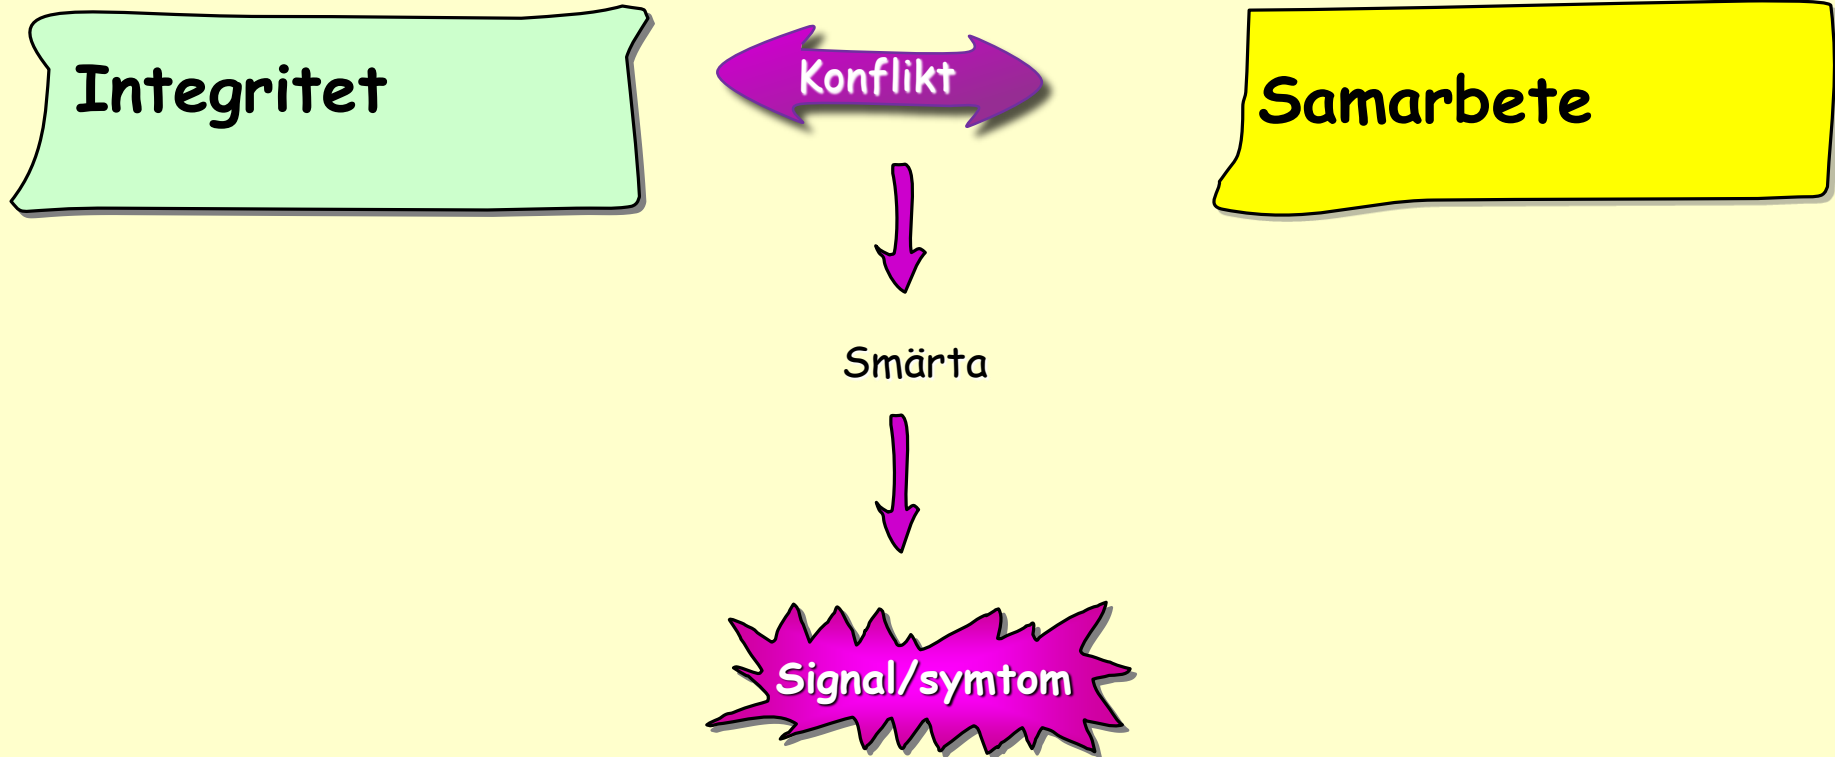 Integritet
Konflikt
Samarbete
Smärta
Signal/symtom